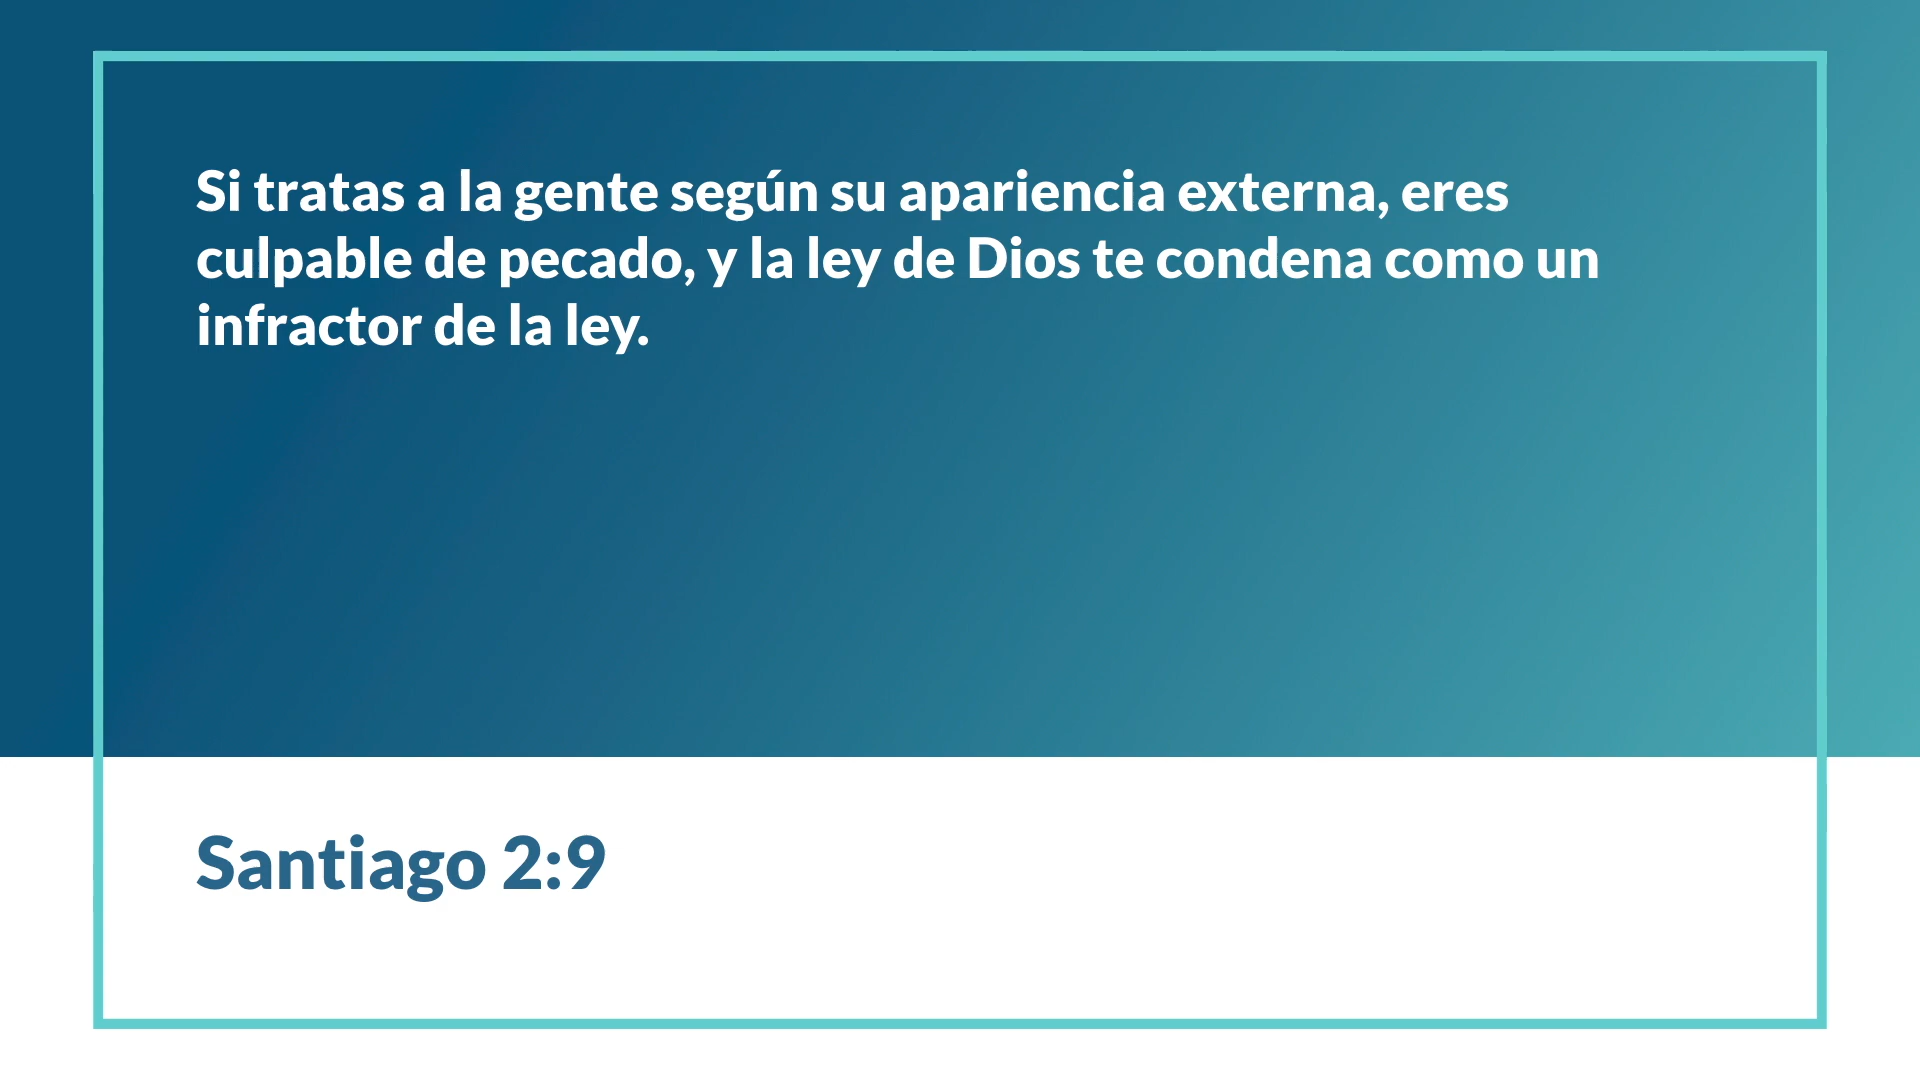 Si tratas a la gente según su apariencia externa, eres
culpable de pecado, y la ley de Dios te condena como un
infractor de la ley.
Santiago 2:9